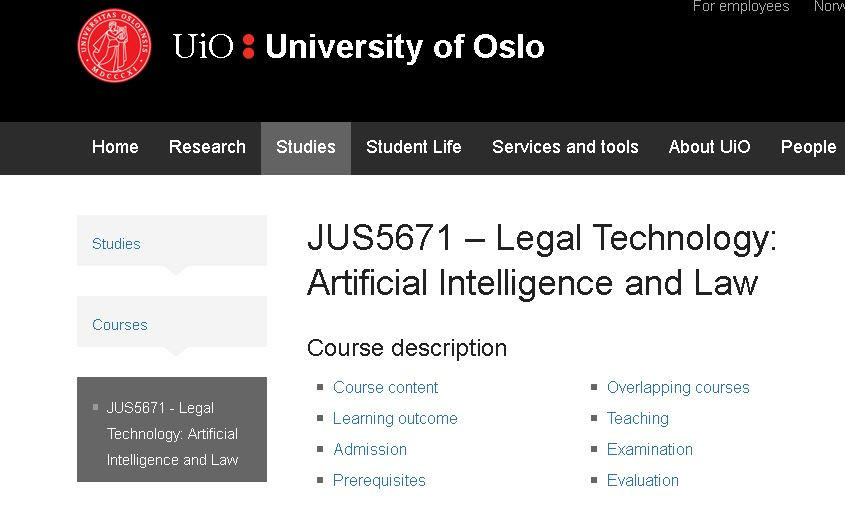 For employees
UNIVERSITAS OSLOENSIS
MDCCCXI
UiO : University of Oslo
Home Research Studies Student Life Services and tools About UiO People
Studies
Courses
JUS5671 - Legal
Technology: Artificial
Intelligence and Law
JUS5671 – Legal Technology:
Artificial Intelligence and Law
Course description
Course content
Learning outcome
Admission
Prerequisites
Overlapping courses
Teaching
Examination
Evaluation